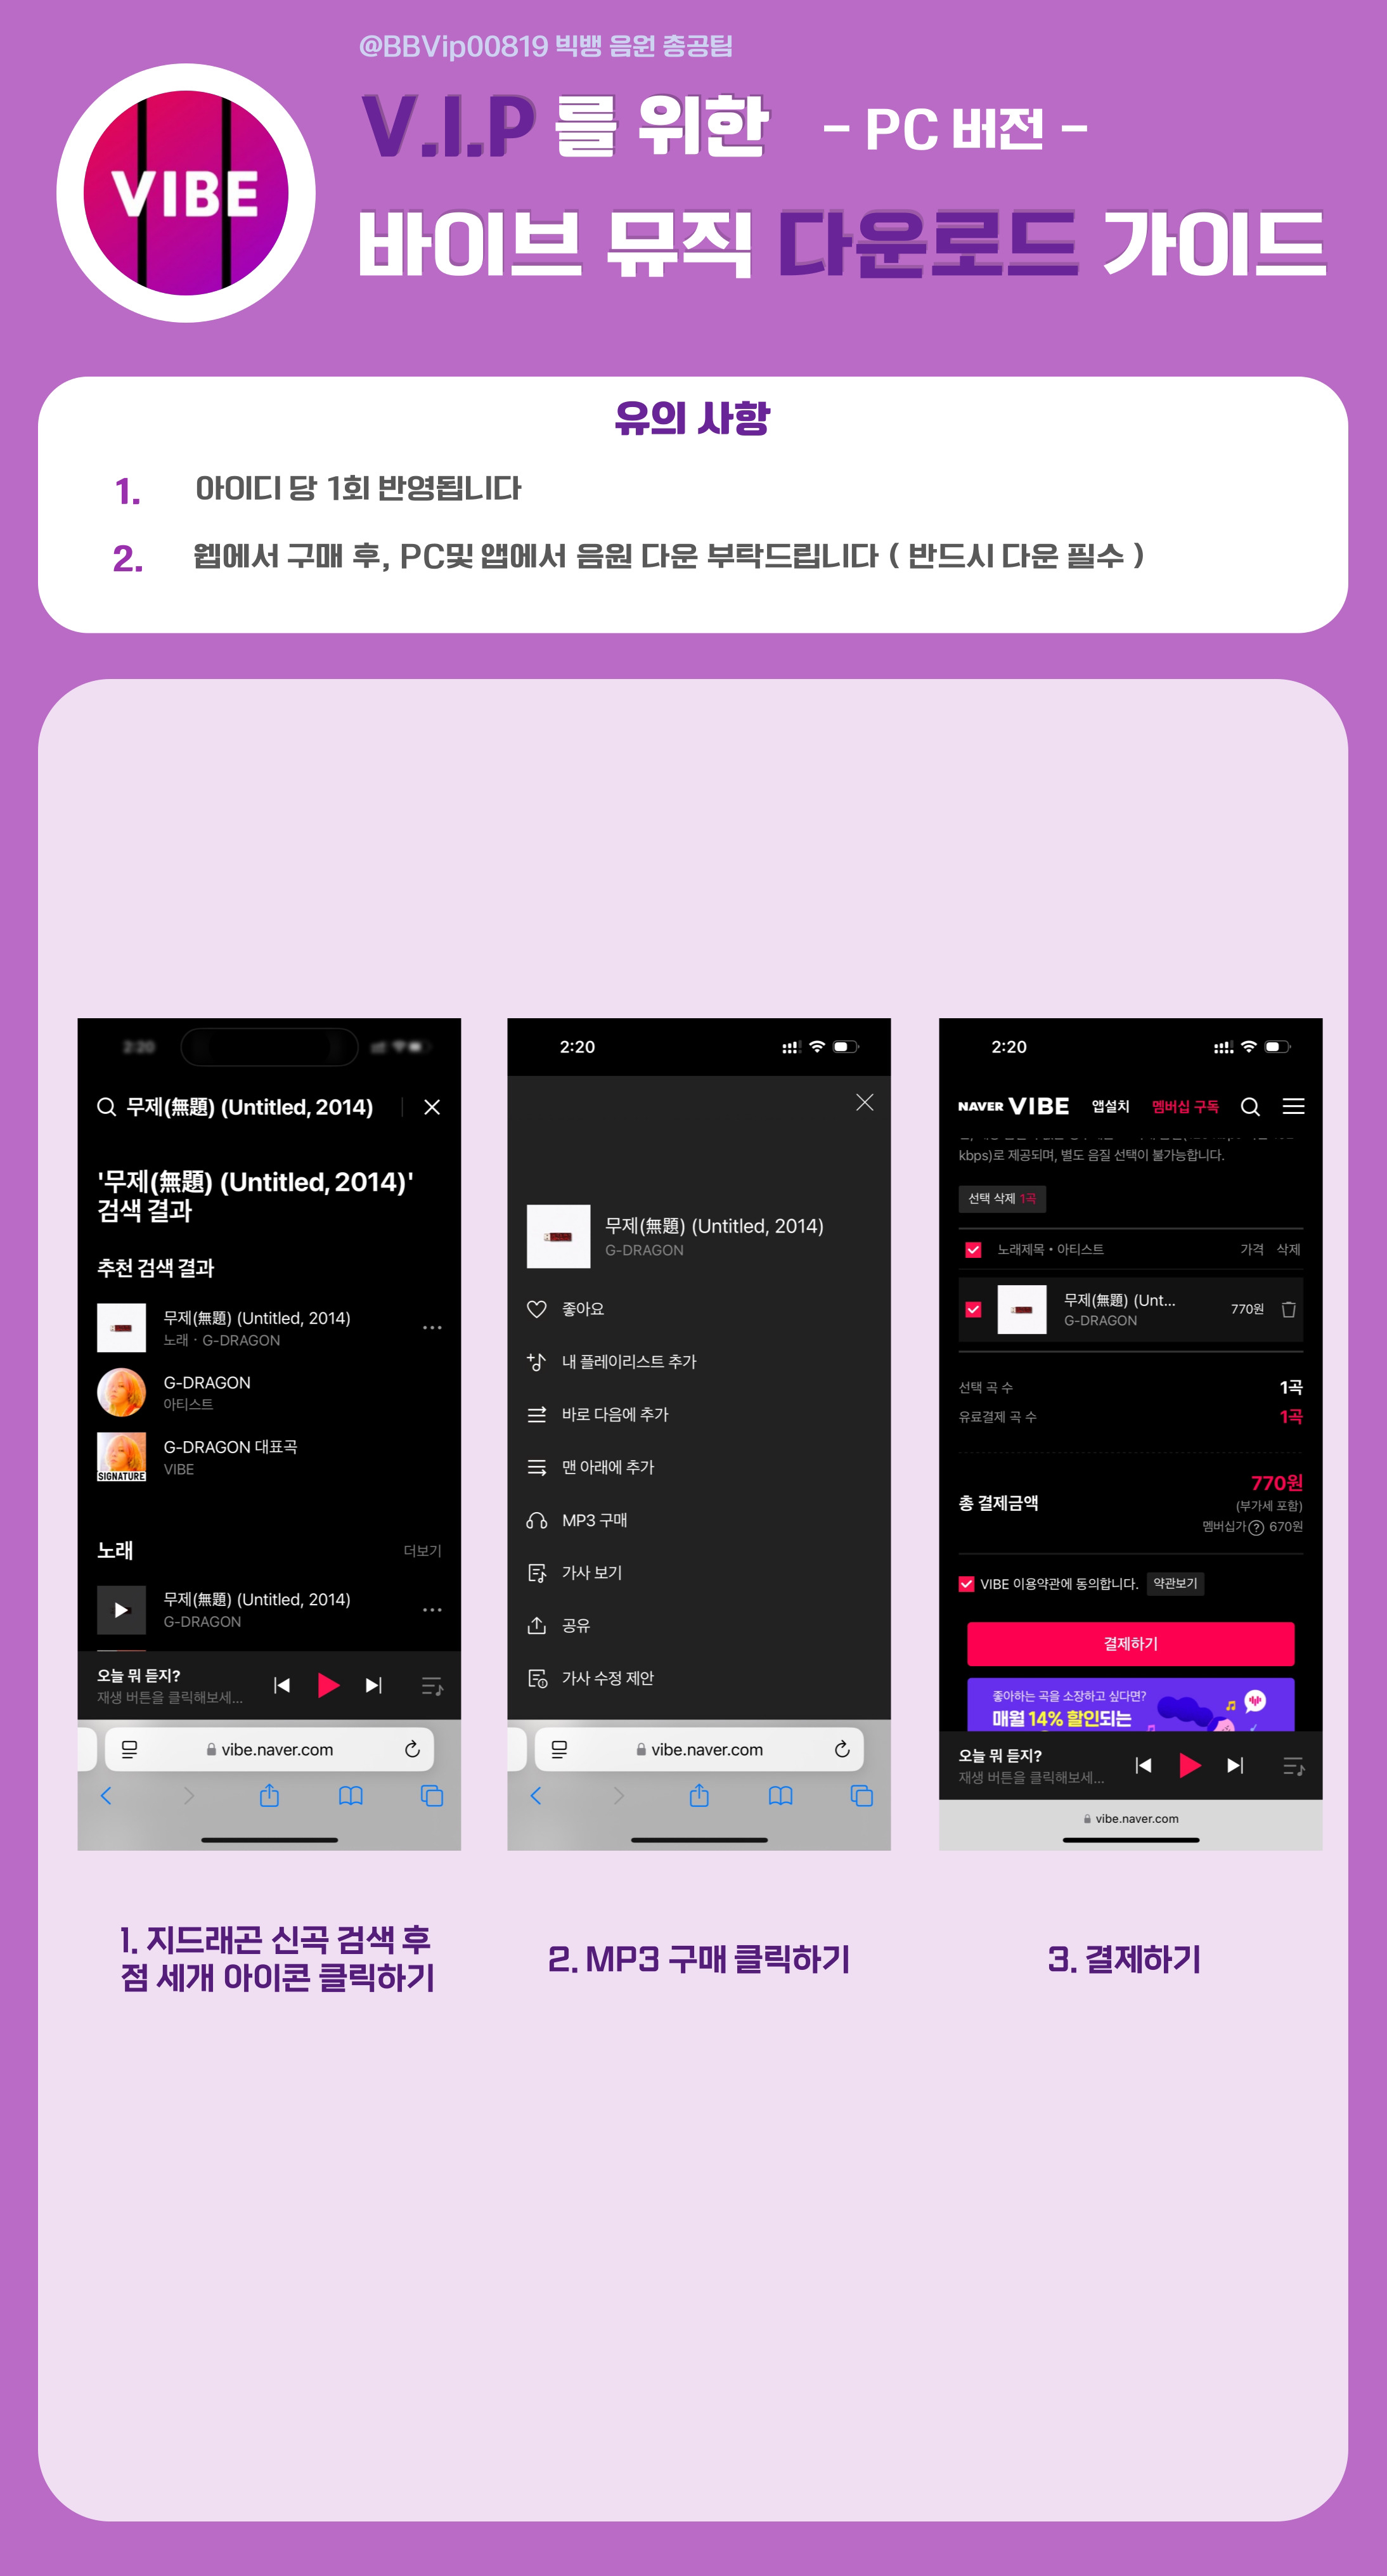 @BBVip00819 빅뱅 음원 총공팀
V.I.P 를 위한 - PC 버전 -
바이브 뮤직 다운로드 가이드
VIBE
유의 사항
1. 아이디 당 1회 반영됩니다
2. 웹에서 구매 후, PC및 앱에서 음원 다운 부탁드립니다 ( 반드시 다운 필수 )
2:20
무제(無題) (Untitled, 2014)
'무제(無題) (Untitled, 2014)'
검색 결과
추천 검색 결과
무제(無題) (Untitled, 2014)
노래 · G-DRAGON
G-DRAGON
아티스트
G-DRAGON 대표곡
VIBE
SIGNATURE
노래 더보기
무제(無題) (Untitled, 2014)
G-DRAGON
오늘 뭐 듣지?
재생 버튼을 클릭해보세...
vibe.naver.com
1. 지드래곤 신곡 검색 후
점 세개 아이콘 클릭하기
2:20
무제(無題) (Untitled, 2014)
G-DRAGON
좋아요
내 플레이리스트 추가
바로 다음에 추가
맨 아래에 추가
MP3 구매
가사 보기
공유
가사 수정 제안
vibe.naver.com
2. MP3 구매 클릭하기
2:20
NAVER VIBE 앱설치 멤버십 구독
kbps)로 제공되며, 별도 음질 선택이 불가능합니다.
선택 삭제 1곡
노래제목 • 아티스트 가격 삭제
무제(無題) (Unt... 770원
G-DRAGON
선택 곡 수 1곡
유료결제 곡 수 1곡
총 결제금액 770원
(부가세 포함)
멤버십가 ? 670원
VIBE 이용약관에 동의합니다. 약관보기
결제하기
좋아하는 곡을 소장하고 싶다면?
매월 14% 할인되는
오늘 뭐 듣지?
재생 버튼을 클릭해보세...
vibe.naver.com
3. 결제하기